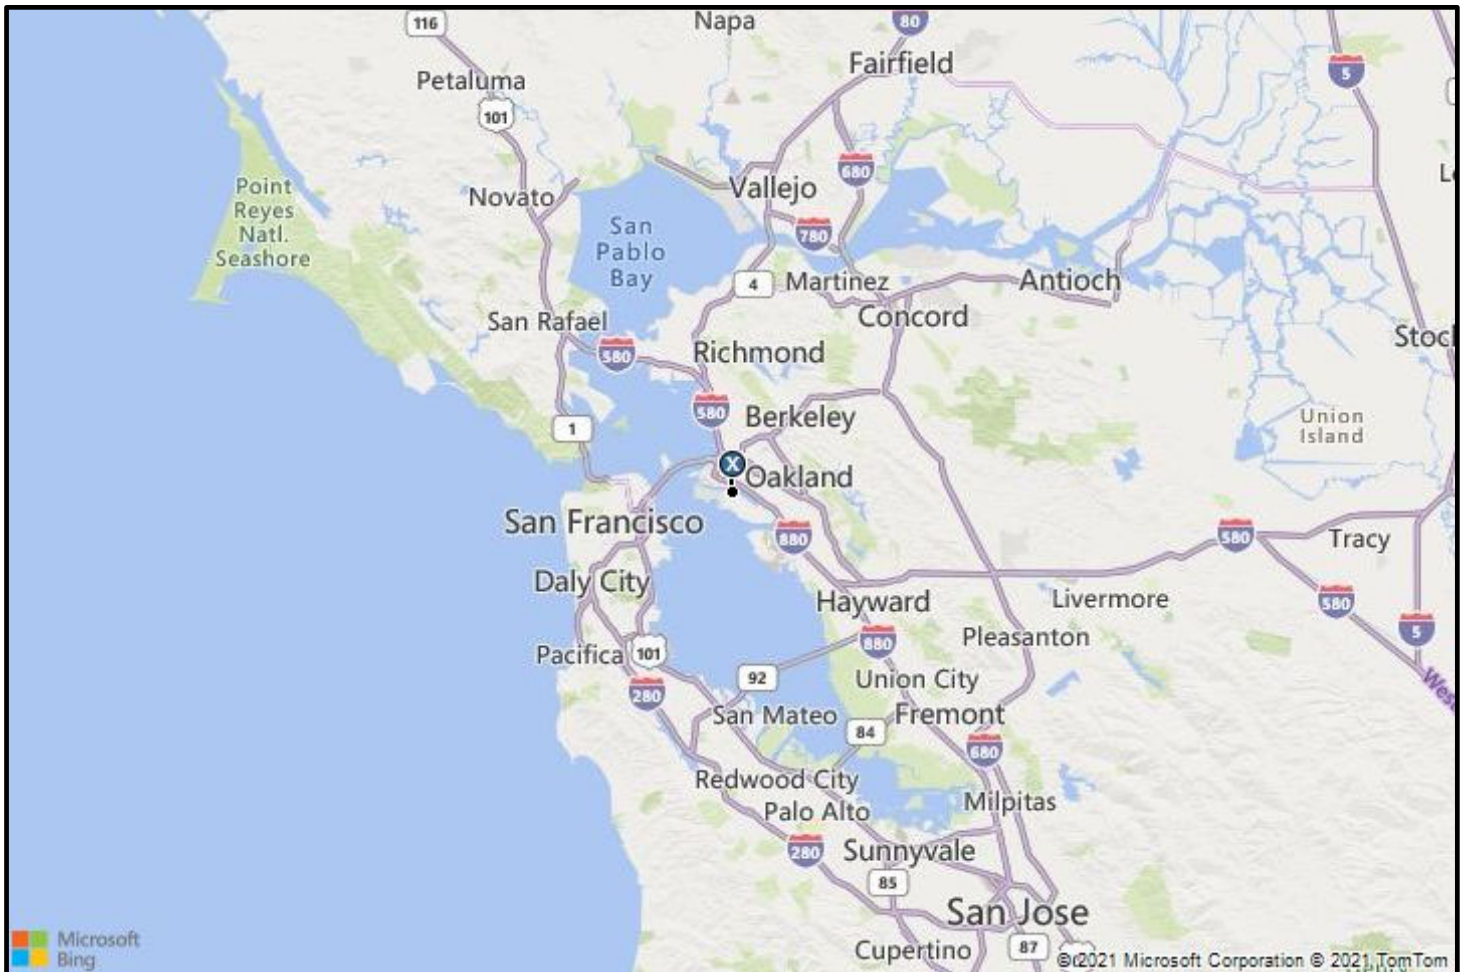 116
Napa
80
Fairfield
5
Petaluma
101
680
Vallejo
Novato
Point
Reyes
Natl.
Seashore
San
Pablo
Bay
780
4
Martinez
Antioch
Concord
San Rafael
580
Richmond
580
Berkeley
1
Union
Island
X
Oakland
San Francisco
880
580
Tracy
Daly City
Hayward
Livermore
580
5
880
Pleasanton
Pacifica
101
92
Union City
280
San Mateo
84
Fremont
680
Redwood City
Milpitas
Palo Alto
280
Sunnyvale
85
San Jose
87
Cupertino
Microsoft
Bing
©2021 Microsoft Corporation © 2021 TomTom